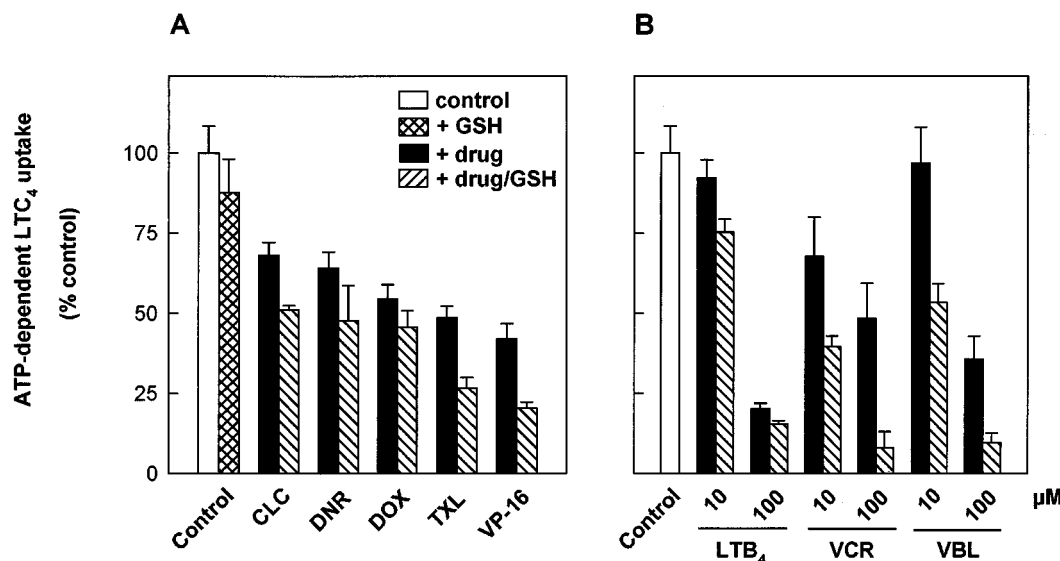 A
B
ATP-dependent LTC4 uptake
(% control)
100
75
50
25
0
control
+ GSH
+ drug
+ drug/GSH
Control
CLC
DNR
DOX
TXL
VP-16
Control
10
100
10
100
10
100
µM
LTB4
VCR
VBL